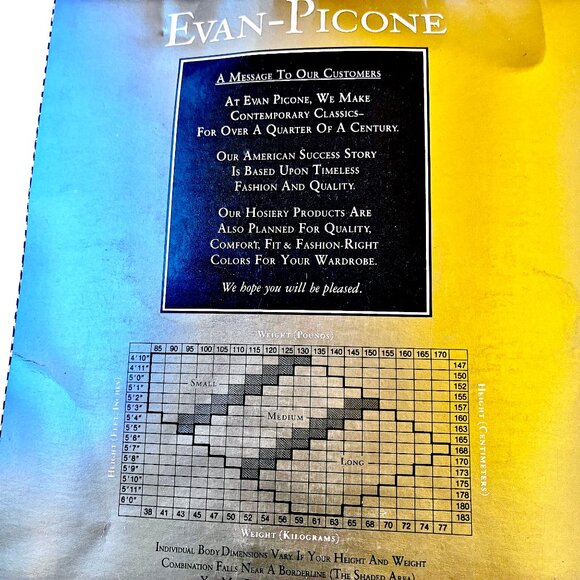 EVAN-PICONE
A MESSAGE TO OUR CUSTOMERS
AT EVAN PICONE, WE MAKE
CONTEMPORARY CLASSICS–
FOR OVER A QUARTER OF A CENTURY.
OUR AMERICAN SUCCESS STORY
IS BASED UPON TIMELESS
FASHION AND QUALITY.
OUR HOSIERY PRODUCTS ARE
ALSO PLANNED FOR QUALITY,
COMFORT, FIT & FASHION-RIGHT
COLORS FOR YOUR WARDROBE.
We hope you will be pleased.
WEIGHT (POUNDS)
85 90 95 100 105 110 115 120 125 130 135 140 145 150 155 160 165 170
4'10"
4'11" 147
5'0" 150
5'1" 152
5'2" 155
5'3" 157
5'4" 160
5'5" 163
5'6" 165
5'7" 168
5'8" 170
5'9" 173
5'10" 175
5'11" 180
6'0" 183
SMALL
MEDIUM
LONG
HEIGHT (CENTIMETERS)
38 41 43 45 47 50 52 54 56 59 61 63 65 68 70 72 74 77
WEIGHT (KILOGRAMS)
INDIVIDUAL BODY DIMENSIONS VARY. IF YOUR HEIGHT AND WEIGHT
COMBINATION FALLS NEAR A BORDERLINE (THE SHADED AREA)